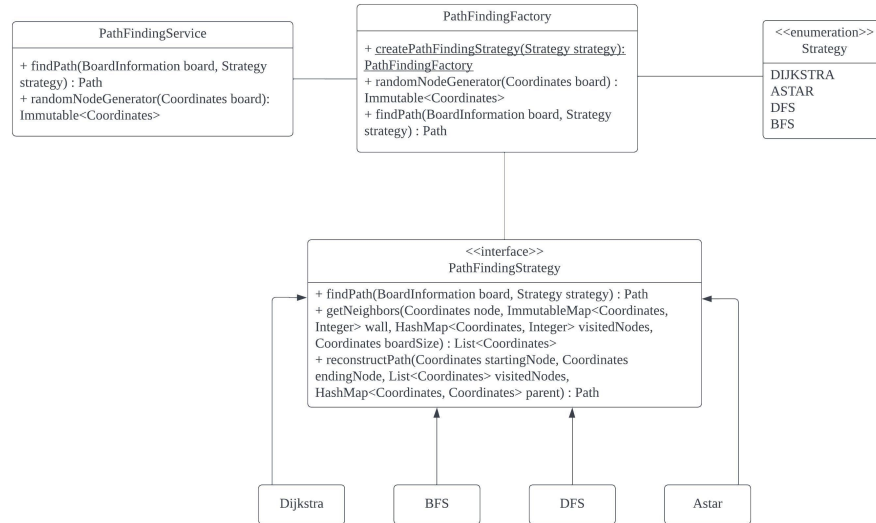 PathFindingService
+ findPath(BoardInformation board, Strategy
strategy) : Path
+ randomNodeGenerator(Coordinates board):
Immutable<Coordinates>
PathFindingFactory
+ createPathFindingStrategy(Strategy strategy):
PathFindingFactory
+ randomNodeGenerator(Coordinates board) :
Immutable<Coordinates>
+ findPath(BoardInformation board, Strategy
strategy) : Path
<<enumeration>>
Strategy
DIJKSTRA
ASTAR
DFS
BFS
<<interface>>
PathFindingStrategy
+ findPath(BoardInformation board, Strategy strategy) : Path
+ getNeighbors(Coordinates node, ImmutableMap<Coordinates,
Integer> wall, HashMap<Coordinates, Integer> visitedNodes,
Coordinates boardSize) : List<Coordinates>
+ reconstructPath(Coordinates startingNode, Coordinates
endingNode, List<Coordinates> visitedNodes,
HashMap<Coordinates, Coordinates> parent) : Path
Dijkstra
BFS
DFS
Astar